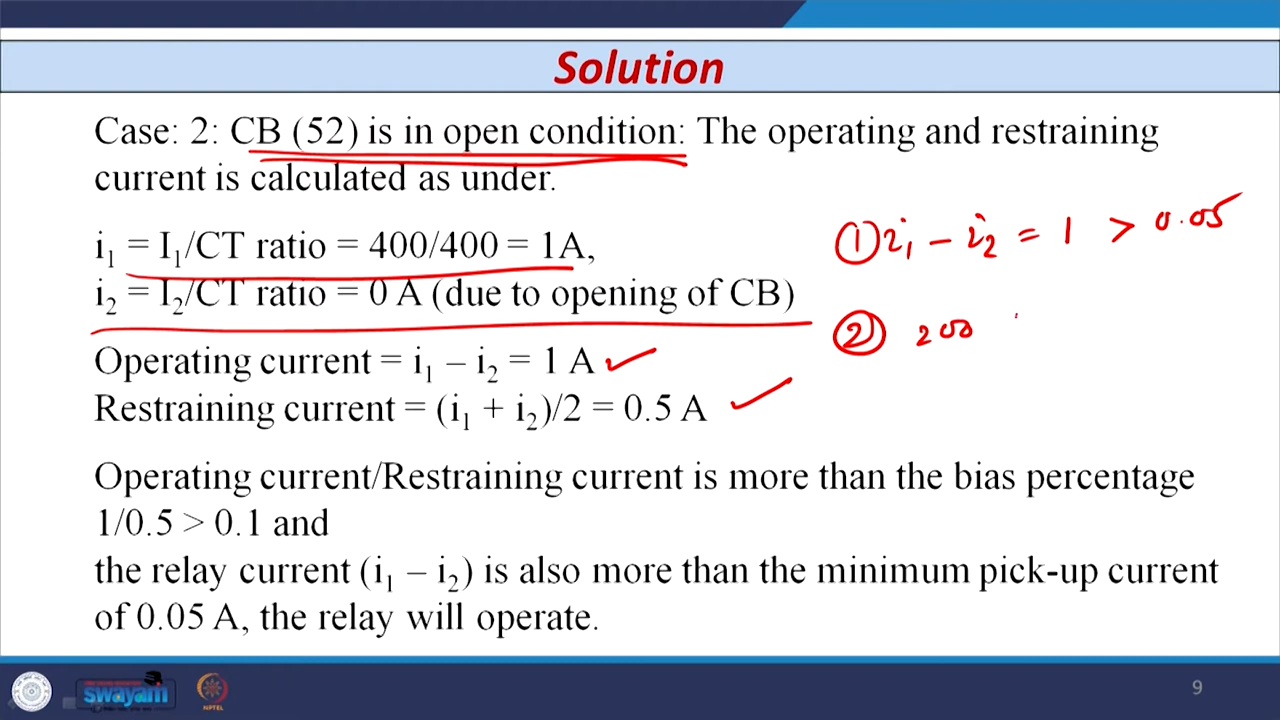 Solution
Case: 2: CB (52) is in open condition: The operating and restraining
current is calculated as under.
i₁ = I₁/CT ratio = 400/400 = 1A,
i₂ = I₂/CT ratio = 0 A (due to opening of CB)
① i₁ – i₂ = 1 > 0.05
② 200
Operating current = i₁ – i₂ = 1 A
Restraining current = (i₁ + i₂)/2 = 0.5 A
Operating current/Restraining current is more than the bias percentage
1/0.5 > 0.1 and
the relay current (i₁ – i₂) is also more than the minimum pick-up current
of 0.05 A, the relay will operate.
swayam
NPTEL
9